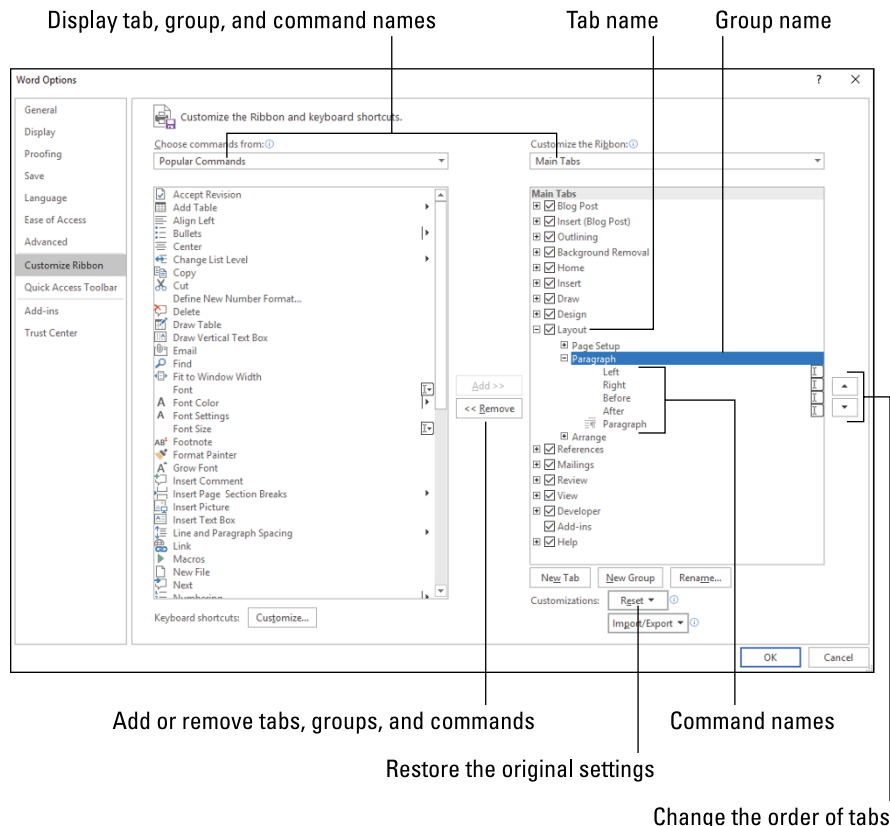 Display tab, group, and command names
Tab name
Group name
Word Options
?
General
Display
Proofing
Save
Language
Ease of Access
Advanced
Customize Ribbon
Quick Access Toolbar
Add-ins
Trust Center
Customize the Ribbon and keyboard shortcuts.
Choose commands from:
Popular Commands
Accept Revision
Add Table
Align Left
Bullets
Center
Change List Level
Copy
Cut
Define New Number Format...
Delete
Draw Table
Draw Vertical Text Box
Email
Find
Fit to Window Width
Font
Font Color
Font Settings
Font Size
Footnote
Format Painter
Grow Font
Insert Comment
Insert Page Section Breaks
Insert Picture
Insert Text Box
Line and Paragraph Spacing
Link
Macros
New File
Next
Numbering
Keyboard shortcuts: Customize...
Add >>
<< Remove
Customize the Ribbon:
Main Tabs
Main Tabs
Blog Post
Insert (Blog Post)
Outlining
Background Removal
Home
Insert
Draw
Design
Layout
Page Setup
Paragraph
Left
Right
Before
After
Paragraph
Arrange
References
Mailings
Review
View
Developer
Add-ins
Help
New Tab New Group Rename...
Customizations: Reset
Import/Export
OK Cancel
Add or remove tabs, groups, and commands
Command names
Restore the original settings
Change the order of tabs